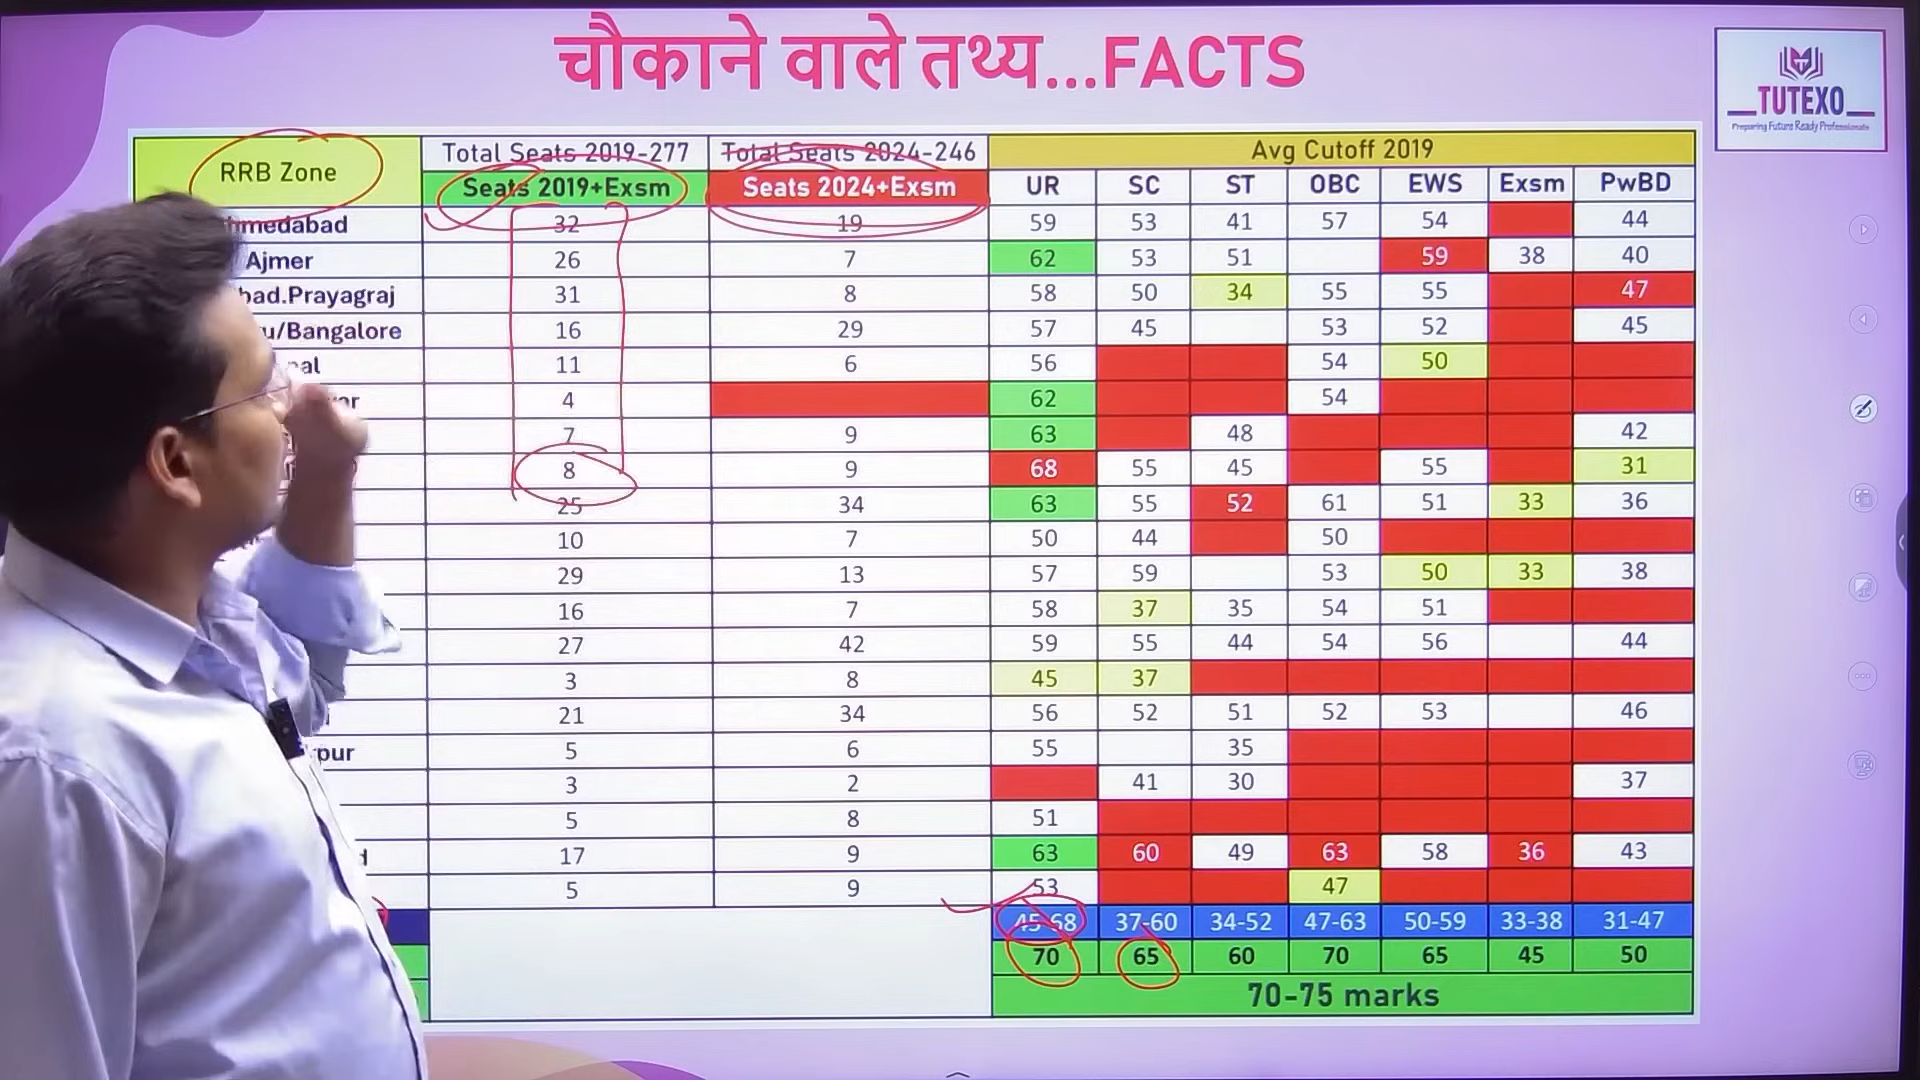 चौकाने वाले तथ्य...FACTS
TUTEXO
Preparing Future Ready Professionals
RRB Zone Total Seats 2019-277 Total Seats 2024-246 Avg Cutoff 2019
Seats 2019+Exsm Seats 2024+Exsm UR SC ST OBC EWS Exsm PwBD
hmedabad 32 19 59 53 41 57 54 44
Ajmer 26 7 62 53 51 59 38 40
bad.Prayagraj 31 8 58 50 34 55 55 47
u/Bangalore 16 29 57 45 53 52 45
al 11 6 56 54 50
ar 4 62 54
7 9 63 48 42
8 9 68 55 45 55 31
25 34 63 55 52 61 51 33 36
10 7 50 44 50
29 13 57 59 53 50 33 38
16 7 58 37 35 54 51
27 42 59 55 44 54 56 44
3 8 45 37
21 34 56 52 51 52 53 46
pur 5 6 55 35
3 2 41 30 37
5 8 51
d 17 9 63 60 49 63 58 36 43
5 9 53 47
45-68 37-60 34-52 47-63 50-59 33-38 31-47
70 65 60 70 65 45 50
70-75 marks